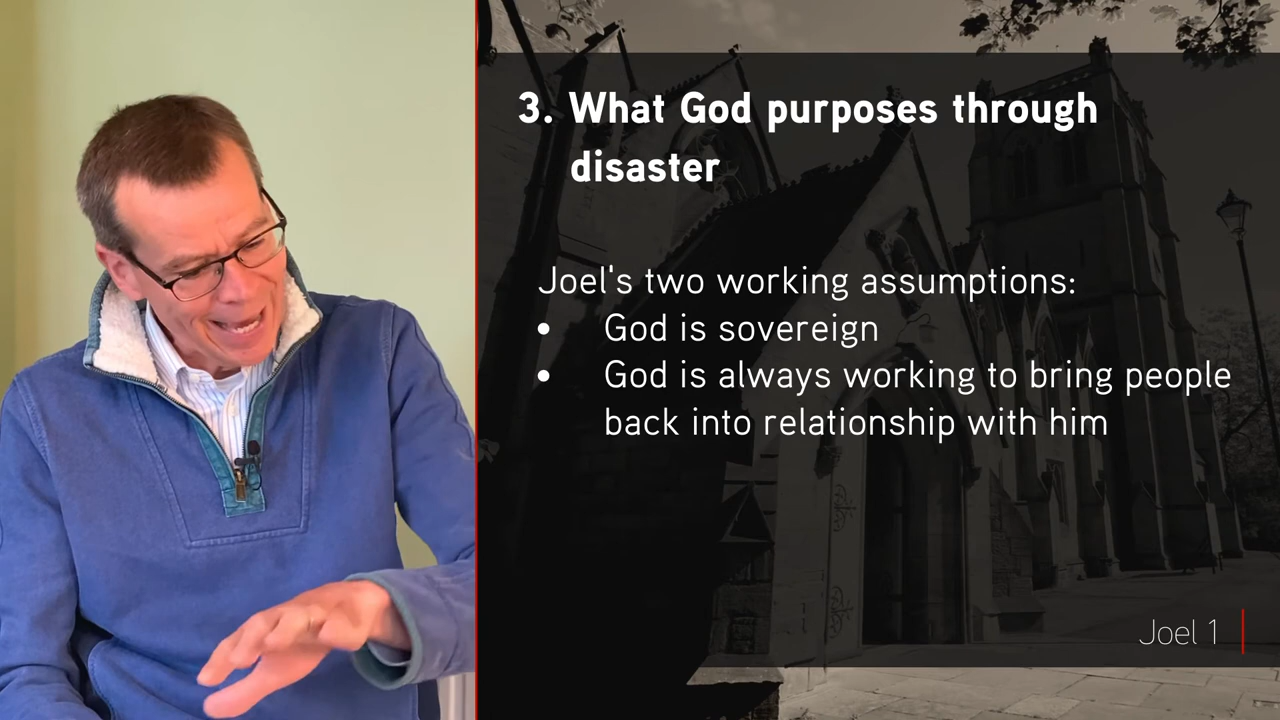 3. What God purposes through
disaster
Joel's two working assumptions:
• God is sovereign
• God is always working to bring people
back into relationship with him
Joel 1